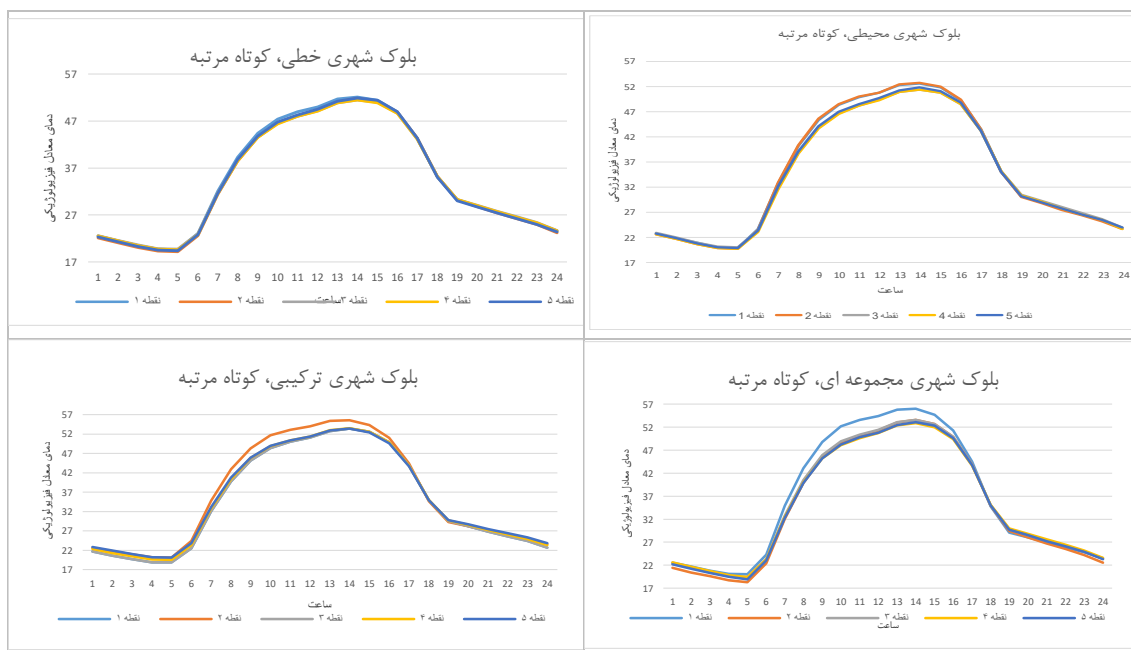 بلوک شهری خطی، کوتاه مرتبه
دمای معادل فیزیولوژیکی
57
47
37
27
17
1 2 3 4 5 6 7 8 9 10 11 12 13 14 15 16 17 18 19 20 21 22 23 24
ساعت
نقطه ۱ نقطه ۲ نقطه ۳ نقطه ۴ نقطه ۵
بلوک شهری محیطی، کوتاه مرتبه
دمای معادل فیزیولوژیکی
57
52
47
42
37
32
27
22
17
1 2 3 4 5 6 7 8 9 10 11 12 13 14 15 16 17 18 19 20 21 22 23 24
ساعت
نقطه 1 نقطه 2 نقطه 3 نقطه 4 نقطه 5
بلوک شهری ترکیبی، کوتاه مرتبه
دمای معادل فیزیولوژیکی
57
52
47
42
37
32
27
22
17
1 2 3 4 5 6 7 8 9 10 11 12 13 14 15 16 17 18 19 20 21 22 23 24
ساعت
نقطه ۱ نقطه ۲ نقطه ۳ نقطه ۴ نقطه ۵
بلوک شهری مجموعه ای، کوتاه مرتبه
دمای معادل فیزیولوژیکی
57
52
47
42
37
32
27
22
17
1 2 3 4 5 6 7 8 9 10 11 12 13 14 15 16 17 18 19 20 21 22 23 24
نقطه ۱ نقطه ۲ نقطه ۳ نقطه ۴ نقطه ۵
ساعت